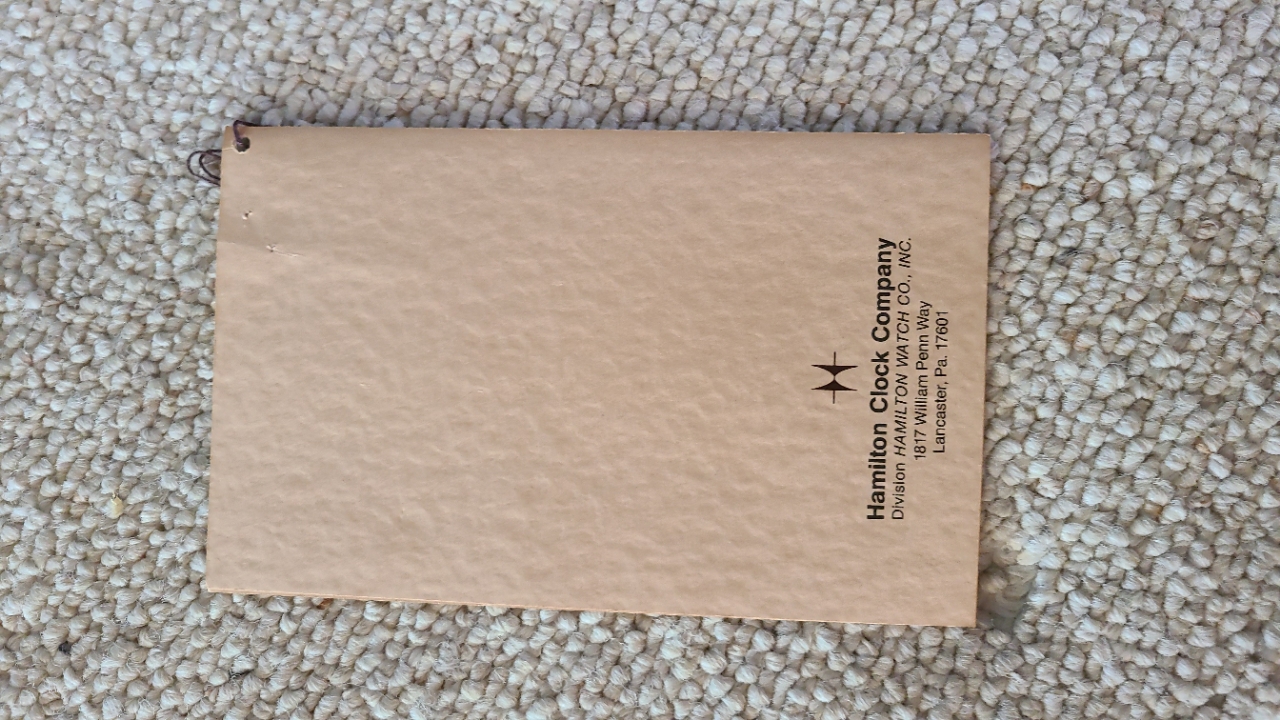 Hamilton Clock Company
Division HAMILTON WATCH CO., INC.
1817 William Penn Way
Lancaster, Pa. 17601